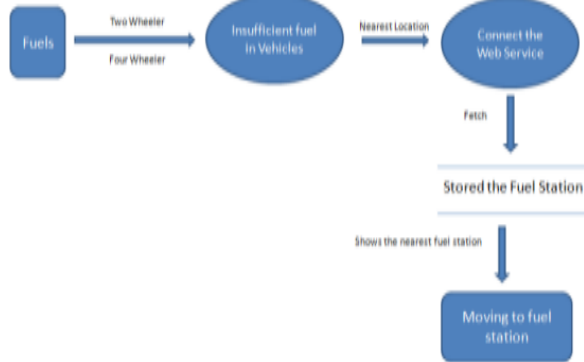 Fuels
Two Wheeler
Four Wheeler
Insufficient fuel
in Vehicles
Nearest Location
Connect the
Web Service
Fetch
Stored the Fuel Station
Shows the nearest fuel station
Moving to fuel
station